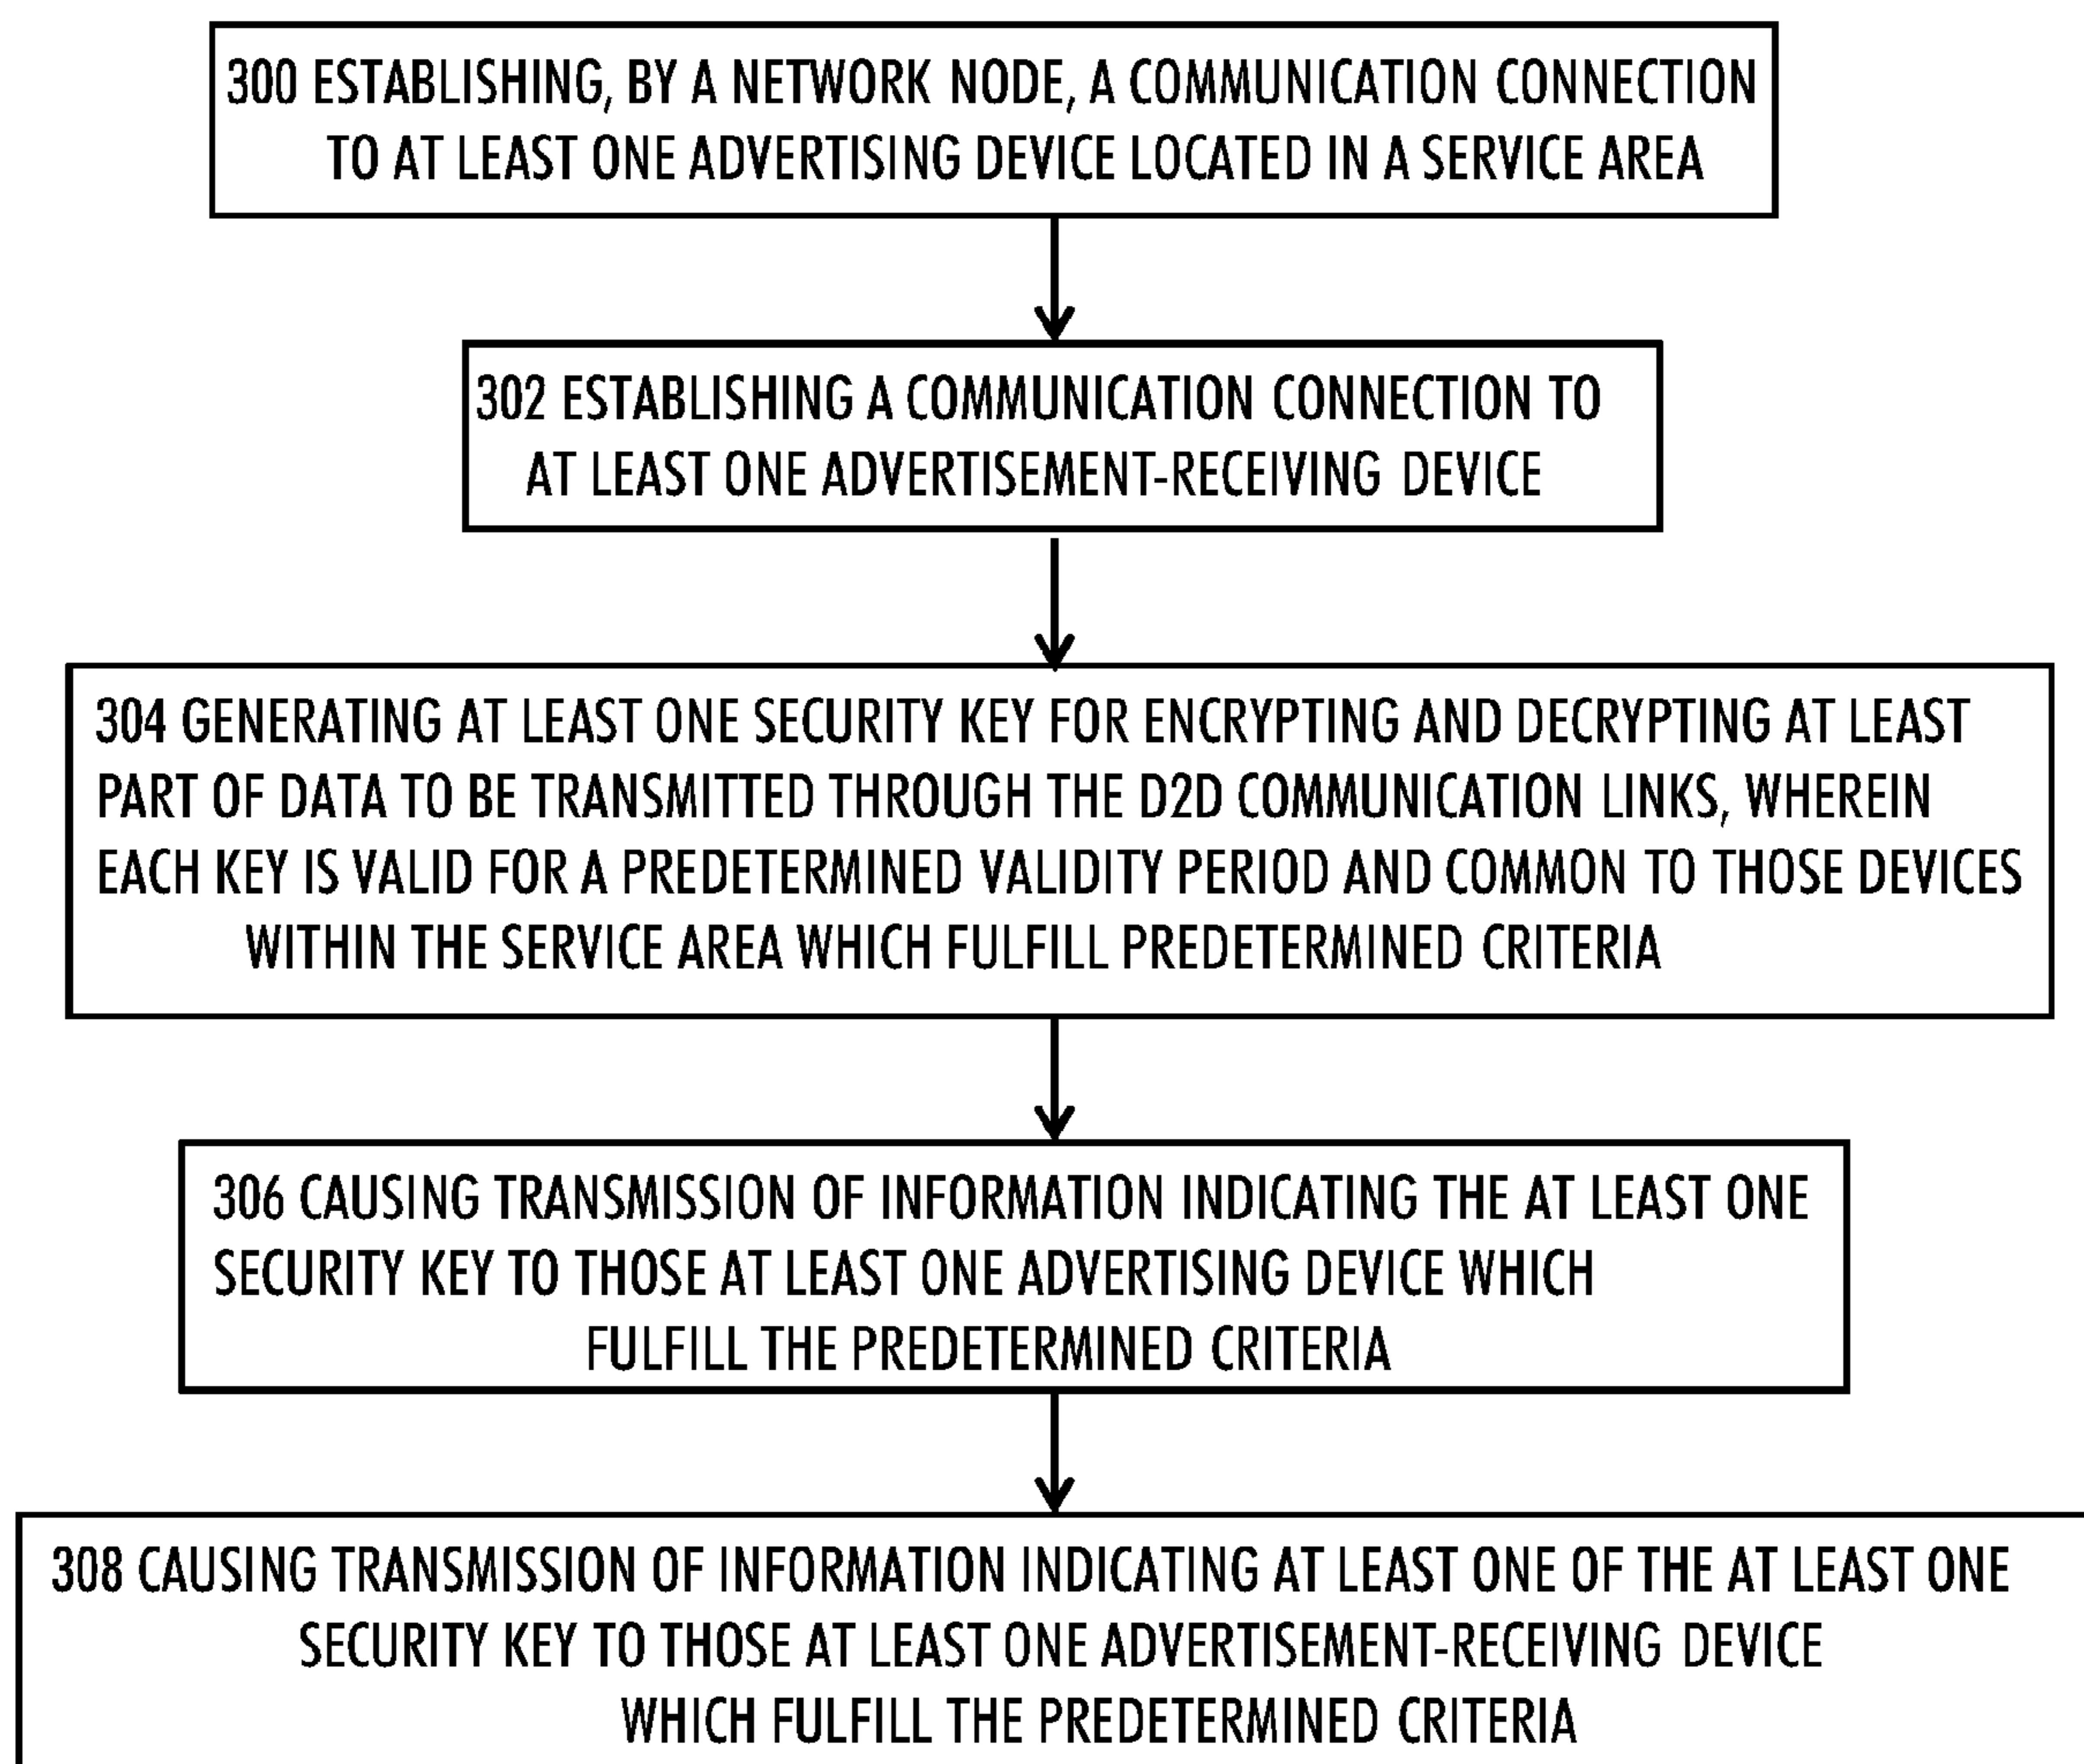 300 ESTABLISHING, BY A NETWORK NODE, A COMMUNICATION CONNECTION
TO AT LEAST ONE ADVERTISING DEVICE LOCATED IN A SERVICE AREA
302 ESTABLISHING A COMMUNICATION CONNECTION TO
AT LEAST ONE ADVERTISEMENT-RECEIVING DEVICE
304 GENERATING AT LEAST ONE SECURITY KEY FOR ENCRYPTING AND DECRYPTING AT LEAST
PART OF DATA TO BE TRANSMITTED THROUGH THE D2D COMMUNICATION LINKS, WHEREIN
EACH KEY IS VALID FOR A PREDETERMINED VALIDITY PERIOD AND COMMON TO THOSE DEVICES
WITHIN THE SERVICE AREA WHICH FULFILL PREDETERMINED CRITERIA
306 CAUSING TRANSMISSION OF INFORMATION INDICATING THE AT LEAST ONE
SECURITY KEY TO THOSE AT LEAST ONE ADVERTISING DEVICE WHICH
FULFILL THE PREDETERMINED CRITERIA
308 CAUSING TRANSMISSION OF INFORMATION INDICATING AT LEAST ONE OF THE AT LEAST ONE
SECURITY KEY TO THOSE AT LEAST ONE ADVERTISEMENT-RECEIVING DEVICE
WHICH FULFILL THE PREDETERMINED CRITERIA